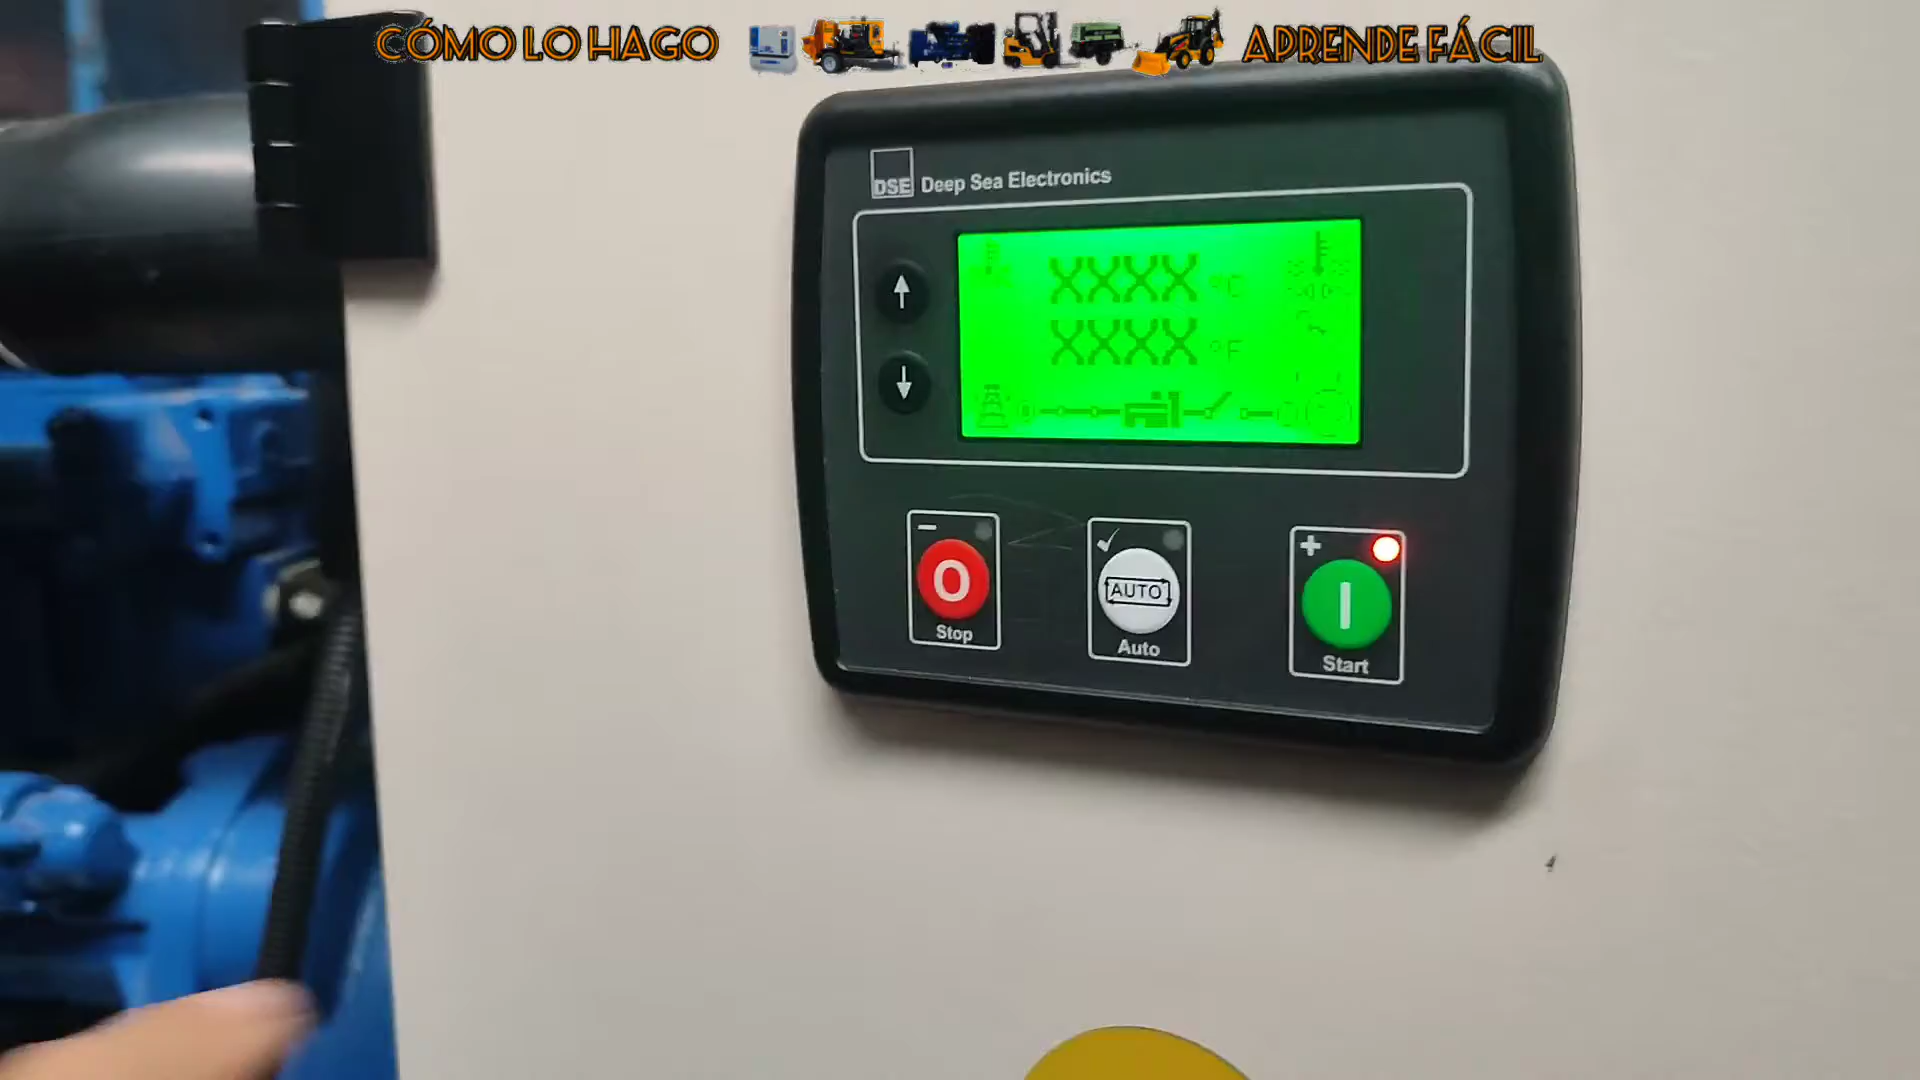 CÓMO LO HAGO APRENDE FÁCIL
DSE Deep Sea Electronics
XXXX °C
XXXX °F
O
Stop
AUTO
Auto
I
Start